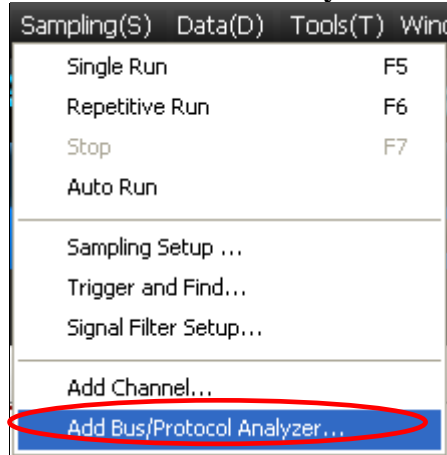 Sampling(S) Data(D) Tools(T)
Single Run F5
Repetitive Run F6
Stop F7
Auto Run
Sampling Setup ...
Trigger and Find...
Signal Filter Setup...
Add Channel...
Add Bus/Protocol Analyzer...